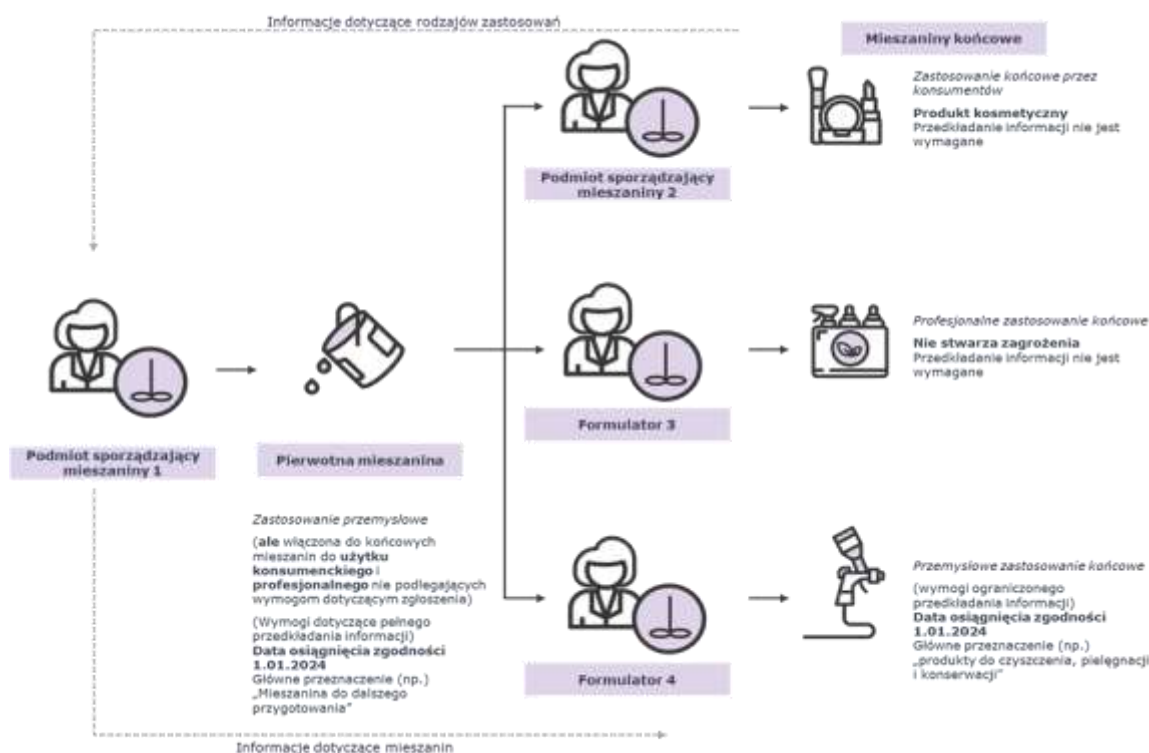 Informacje dotyczące rodzajów zastosowań
Mieszaniny końcowe
Zastosowanie końcowe przez
konsumentów
Produkt kosmetyczny
Przedkładanie informacji nie jest
wymagane
Podmiot sporządzający
mieszaniny 2
Profesjonalne zastosowanie końcowe
Nie stwarza zagrożenia
Przedkładanie informacji nie jest
wymagane
Formulator 3
Podmiot sporządzający
mieszaniny 1
Pierwotna mieszanina
Zastosowanie przemysłowe
(ale włączona do końcowych
mieszanin do użytku
konsumenckiego i
profesjonalnego nie podlegających
wymogom dotyczącym zgłoszenia)
(Wymogi dotyczące pełnego
przedkładania informacji)
Data osiągnięcia zgodności
1.01.2024
Główne przeznaczenie (np.)
„Mieszanina do dalszego
przygotowania”
Przemysłowe zastosowanie końcowe
(wymogi ograniczonego
przedkładania informacji)
Data osiągnięcia zgodności
1.01.2024
Główne przeznaczenie (np.)
„produkty do czyszczenia, pielęgnacji
i konserwacji”
Formulator 4
Informacje dotyczące mieszanin